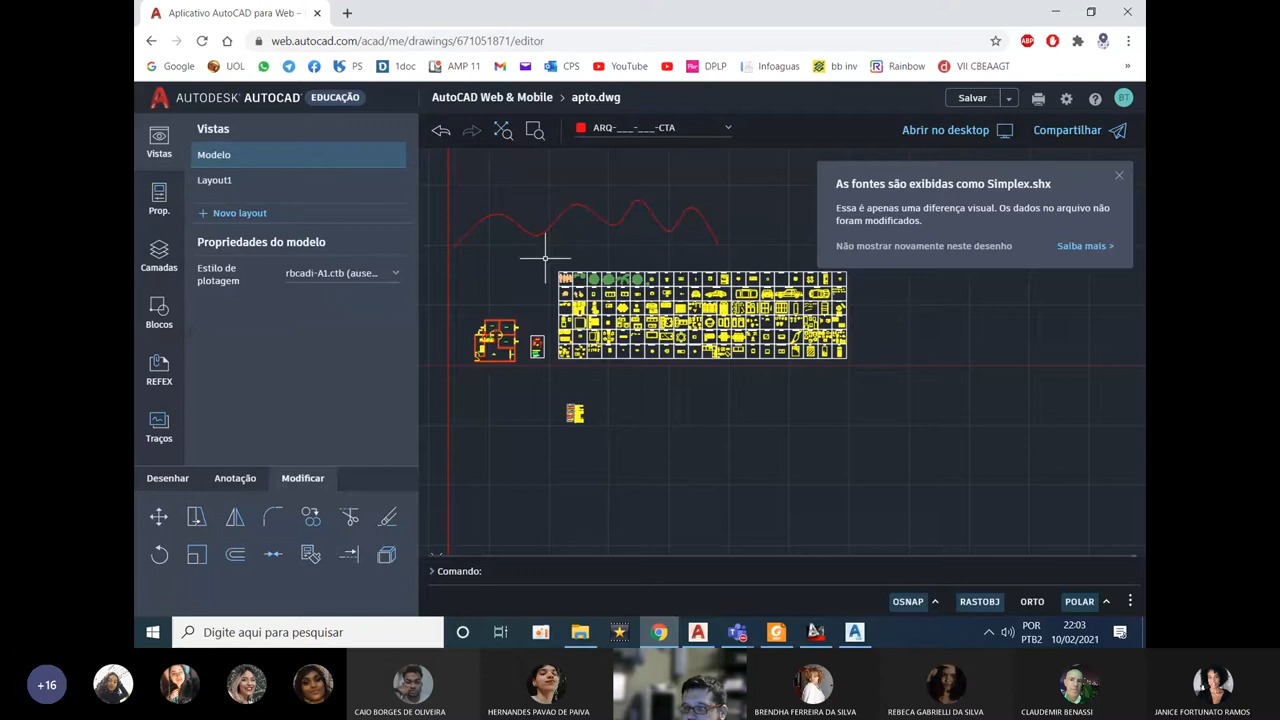 Aplicativo AutoCAD para Web –
web.autocad.com/acad/me/drawings/671051871/editor
ABP
Google UOL PS 1doc AMP 11 CPS YouTube DPLP Infoaguas bb inv Rainbow VII CBEAAGT »
AUTODESK AUTOCAD EDUCAÇÃO AutoCAD Web & Mobile > apto.dwg Salvar BT
Vistas
ARQ-___-___-CTA Abrir no desktop Compartilhar
Vistas
Modelo
Layout1
Prop.
+ Novo layout
Propriedades do modelo
Camadas
Estilo de
plotagem
rbcadi-A1.ctb (ause...
Blocos
REFEX
Traços
As fontes são exibidas como Simplex.shx
Essa é apenas uma diferença visual. Os dados no arquivo não
foram modificados.
Não mostrar novamente neste desenho Saiba mais >
Desenhar Anotação Modificar
Comando:
OSNAP RASTOBJ ORTO POLAR
Digite aqui para pesquisar
POR
PTB2
22:03
10/02/2021
+16
CAIO BORGES DE OLIVEIRA HERNANDES PAVAO DE PAIVA BRENDHA FERREIRA DA SILVA REBECA GABRIELLI DA SILVA CLAUDEMIR BENASSI JANICE FORTUNATO RAMOS